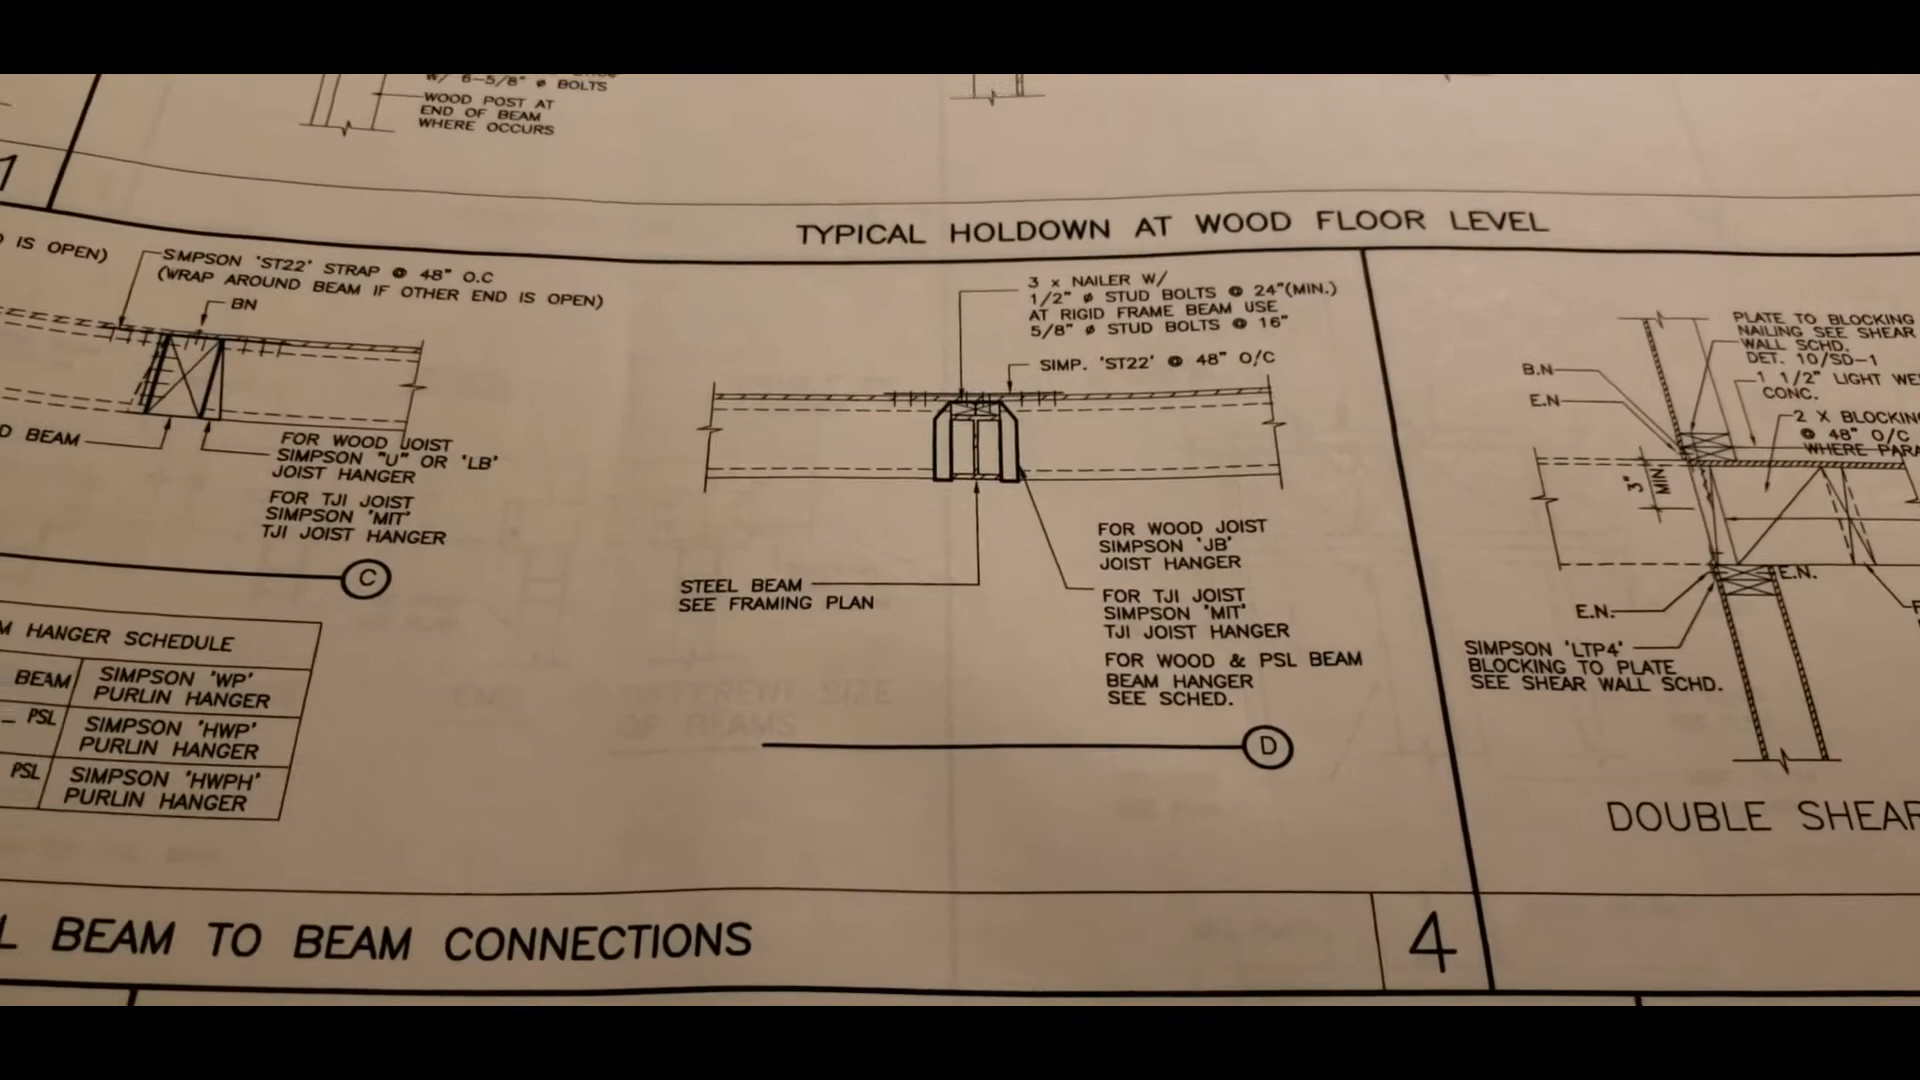 W/ 6-5/8" ø BOLTS
WOOD POST AT
END OF BEAM
WHERE OCCURS
1
TYPICAL HOLDOWN AT WOOD FLOOR LEVEL
IS OPEN)
SIMPSON 'ST22' STRAP @ 48" O.C
(WRAP AROUND BEAM IF OTHER END IS OPEN)
BN
BEAM
FOR WOOD JOIST
SIMPSON "U" OR 'LB'
JOIST HANGER
FOR TJI JOIST
SIMPSON 'MIT'
TJI JOIST HANGER
C
HANGER SCHEDULE
BEAM
SIMPSON 'WP'
PURLIN HANGER
PSL
SIMPSON 'HWP'
PURLIN HANGER
PSL
SIMPSON 'HWPH'
PURLIN HANGER
3 x NAILER W/
1/2" ø STUD BOLTS @ 24"(MIN.)
AT RIGID FRAME BEAM USE
5/8" ø STUD BOLTS @ 16"
SIMP. 'ST22' @ 48" O/C
STEEL BEAM
SEE FRAMING PLAN
FOR WOOD JOIST
SIMPSON 'JB'
JOIST HANGER
FOR TJI JOIST
SIMPSON 'MIT'
TJI JOIST HANGER
FOR WOOD & PSL BEAM
BEAM HANGER
SEE SCHED.
D
PLATE TO BLOCKING
NAILING SEE SHEAR
WALL SCHD.
DET. 10/SD-1
1 1/2" LIGHT WE
CONC.
2 X BLOCKIN
@ 48" O/C
WHERE PARA
B.N
E.N
3"
MIN.
E.N.
E.N.
SIMPSON 'LTP4'
BLOCKING TO PLATE
SEE SHEAR WALL SCHD.
DOUBLE SHEAR
L BEAM TO BEAM CONNECTIONS
4